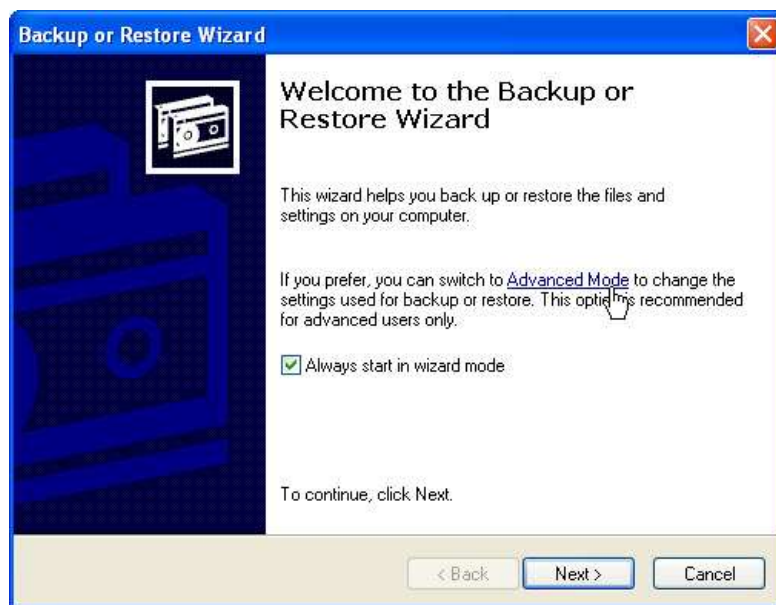 Backup or Restore Wizard
Welcome to the Backup or
Restore Wizard
This wizard helps you back up or restore the files and
settings on your computer.
If you prefer, you can switch to Advanced Mode to change the
settings used for backup or restore. This option is recommended
for advanced users only.
Always start in wizard mode
To continue, click Next.
< Back
Next >
Cancel